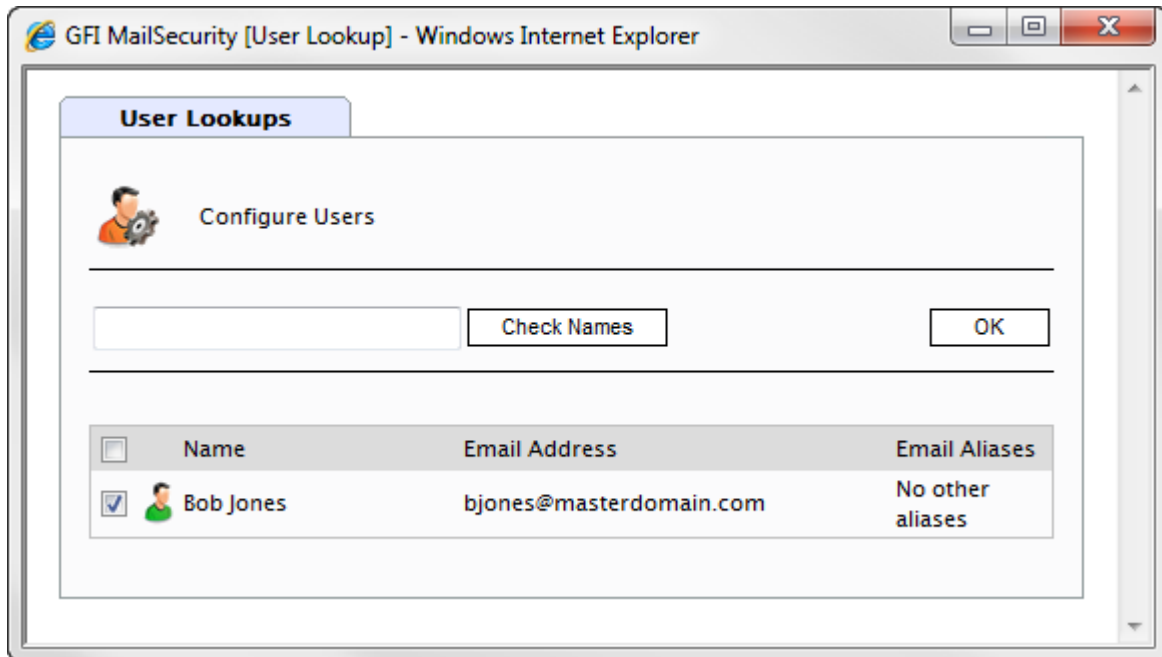 GFI MailSecurity [User Lookup] - Windows Internet Explorer
User Lookups
Configure Users
Check Names
OK
Name Email Address Email Aliases
Bob Jones bjones@masterdomain.com No other
aliases